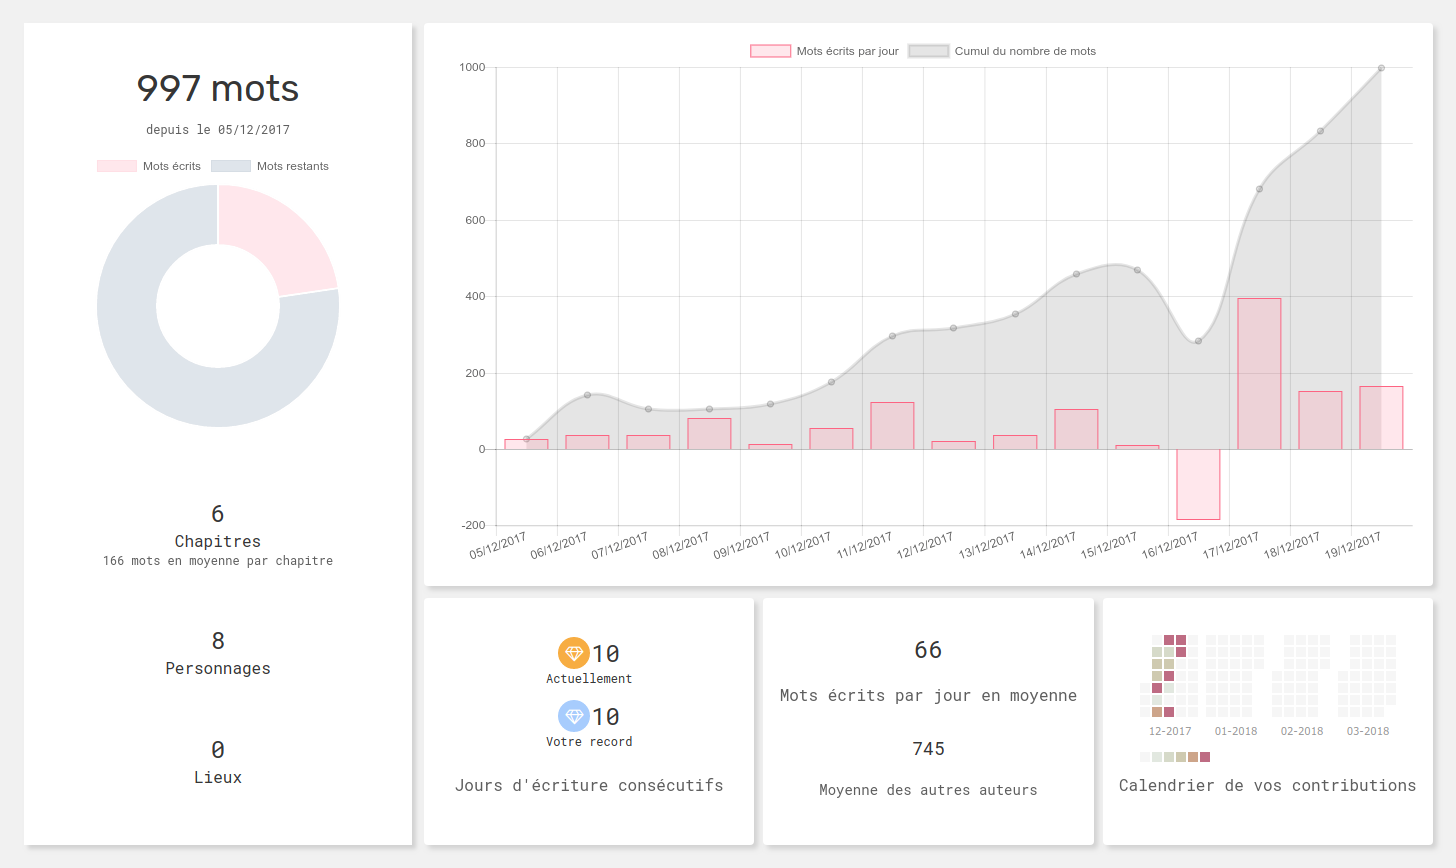 997 mots
depuis le 05/12/2017
Mots écrits Mots restants
6
Chapitres
166 mots en moyenne par chapitre
8
Personnages
0
Lieux
Mots écrits par jour Cumul du nombre de mots
1000
800
600
400
200
0
-200
05/12/2017 06/12/2017 07/12/2017 08/12/2017 09/12/2017 10/12/2017 11/12/2017 12/12/2017 13/12/2017 14/12/2017 15/12/2017 16/12/2017 17/12/2017 18/12/2017 19/12/2017
10
Actuellement
10
Votre record
Jours d'écriture consécutifs
66
Mots écrits par jour en moyenne
745
Moyenne des autres auteurs
12-2017 01-2018 02-2018 03-2018
Calendrier de vos contributions